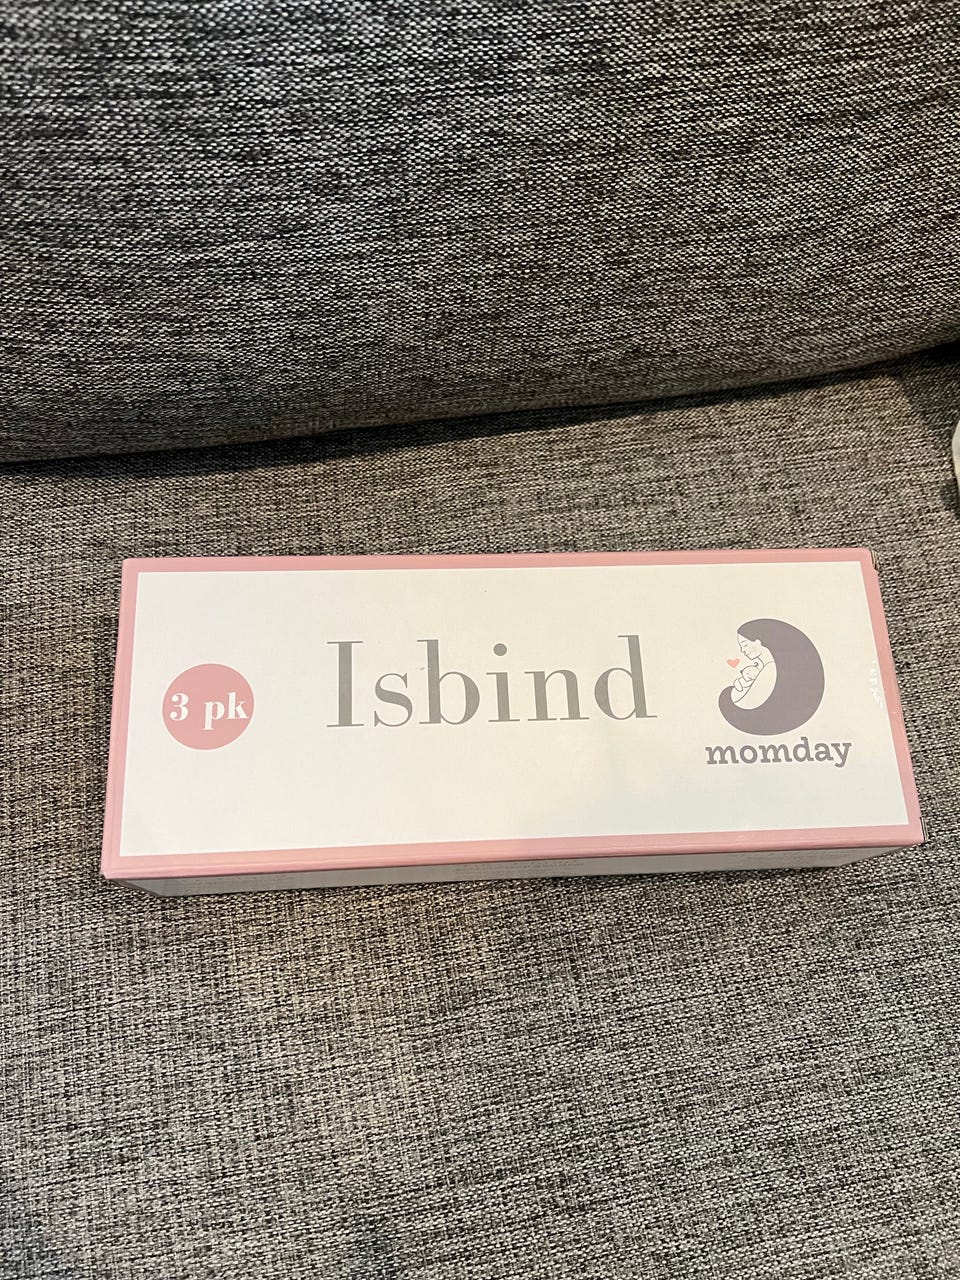 3 pk
Isbind
momday